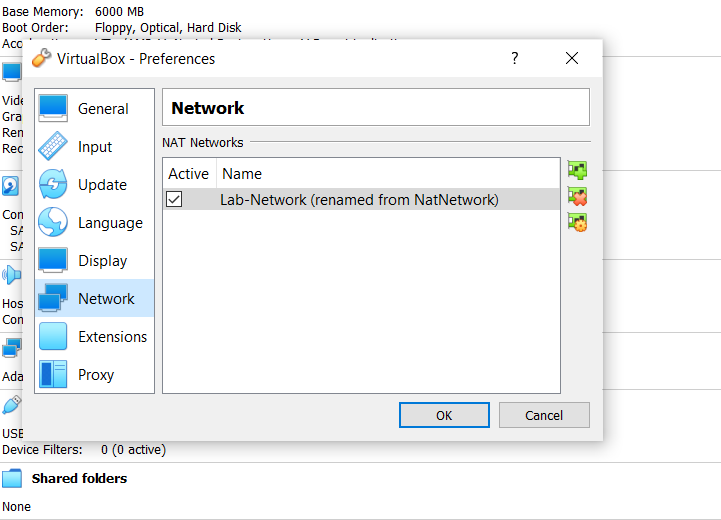 Base Memory: 6000 MB
Boot Order: Floppy, Optical, Hard Disk
VirtualBox - Preferences
?
General
Input
Update
Language
Display
Network
Extensions
Proxy
Network
NAT Networks
Active Name
Lab-Network (renamed from NatNetwork)
OK Cancel
Vide
Gra
Ren
Rec
Con
SA
SA
Hos
Con
Ada
USB
Device Filters: 0 (0 active)
Shared folders
None